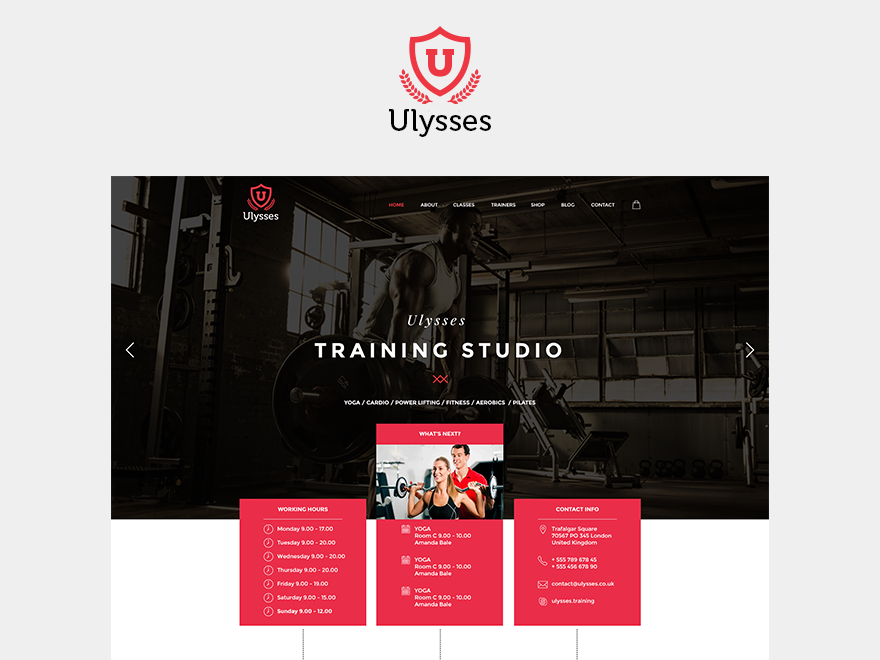 U
Ulysses
U
Ulysses
HOME ABOUT CLASSES TRAINERS SHOP BLOG CONTACT
Ulysses
TRAINING STUDIO
YOGA / CARDIO / POWER LIFTING / FITNESS / AEROBICS / PILATES
WHAT'S NEXT?
YOGA
Room C 9.00 - 10.00
Amanda Bale
YOGA
Room C 9.00 - 10.00
Amanda Bale
YOGA
Room C 9.00 - 10.00
Amanda Bale
WORKING HOURS
Monday 9.00 - 17.00
Tuesday 9.00 - 20.00
Wednesday 9.00 - 20.00
Thursday 9.00 - 20.00
Friday 9.00 - 19.00
Saturday 9.00 - 15.00
Sunday 9.00 - 12.00
CONTACT INFO
Trafalgar Square
70567 PQ 345 London
United Kingdom
+ 555 789 678 45
+ 555 456 678 90
contact@ulysses.co.uk
ulysses.training